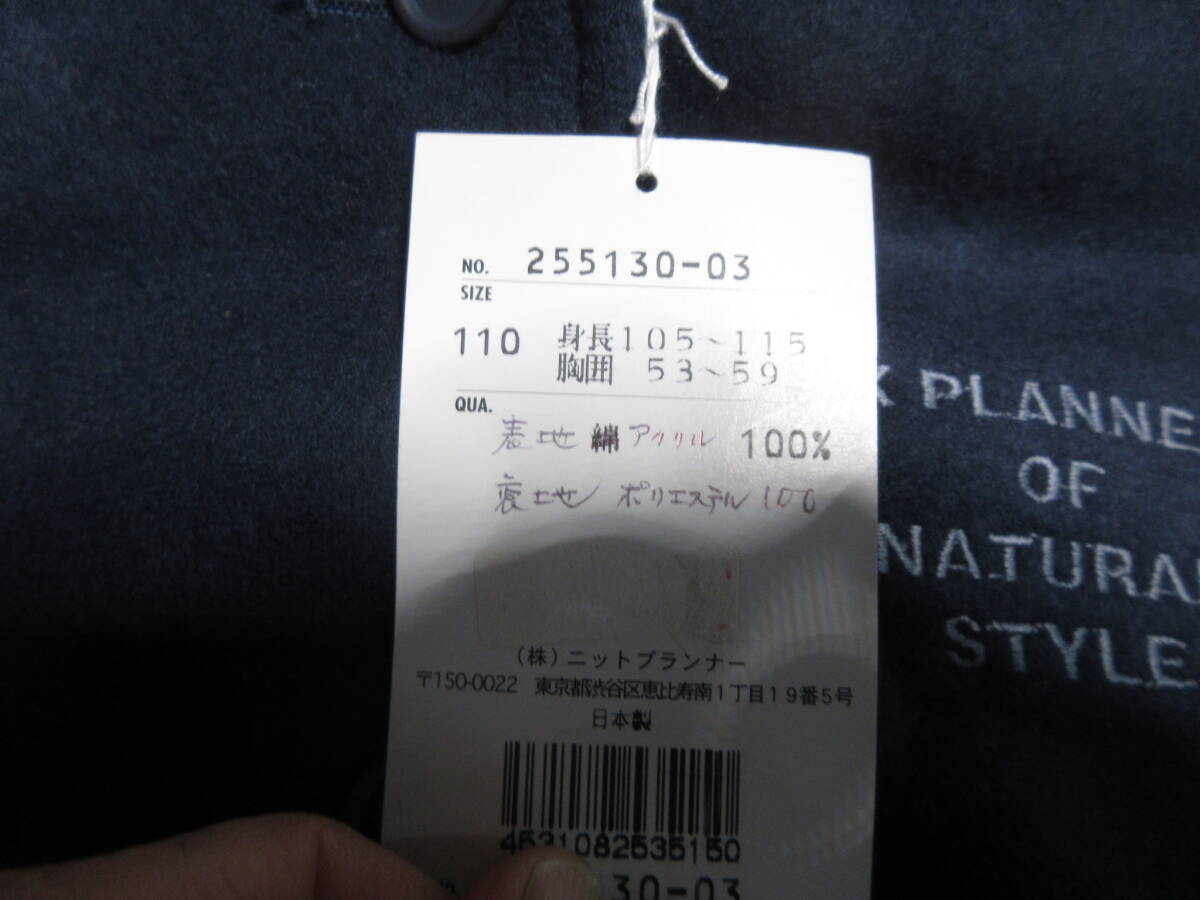 NO. 255130-03
SIZE
110 身長105~115
胸囲 53~59
QUA.
表地 綿 アクリル 100%
裏地 ポリエステル 100
(株)ニットプランナー
〒150-0022 東京都渋谷区恵比寿南1丁目19番5号
日本製
4531082535150
30-03
K PLANNE
OF
NATURA
STYLE